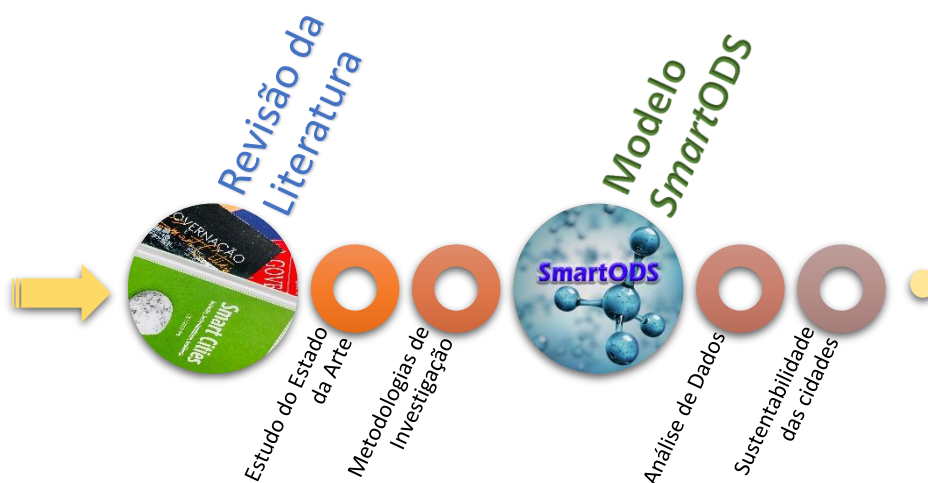 Revisão da
Literatura
OVERNAÇÃO
GOV
Smart Cities
Estudo do Estado
da Arte
Metodologias de
Investigação
Modelo
SmartODS
SmartODS
Análise de Dados
Sustentabilidade
das cidades